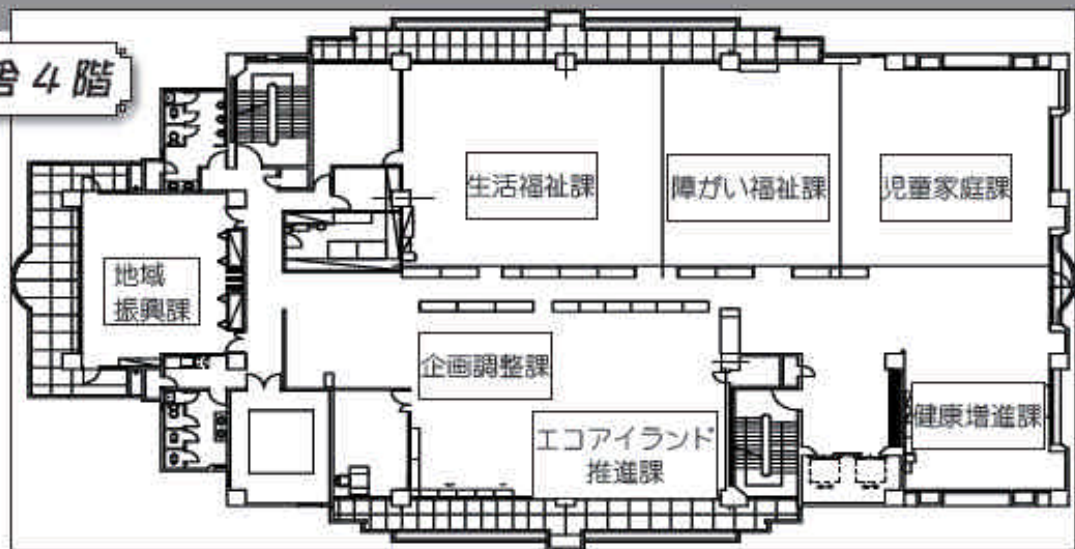 舎4階
生活福祉課
障がい福祉課
児童家庭課
地域
振興課
企画調整課
エコアイランド
推進課
健康増進課